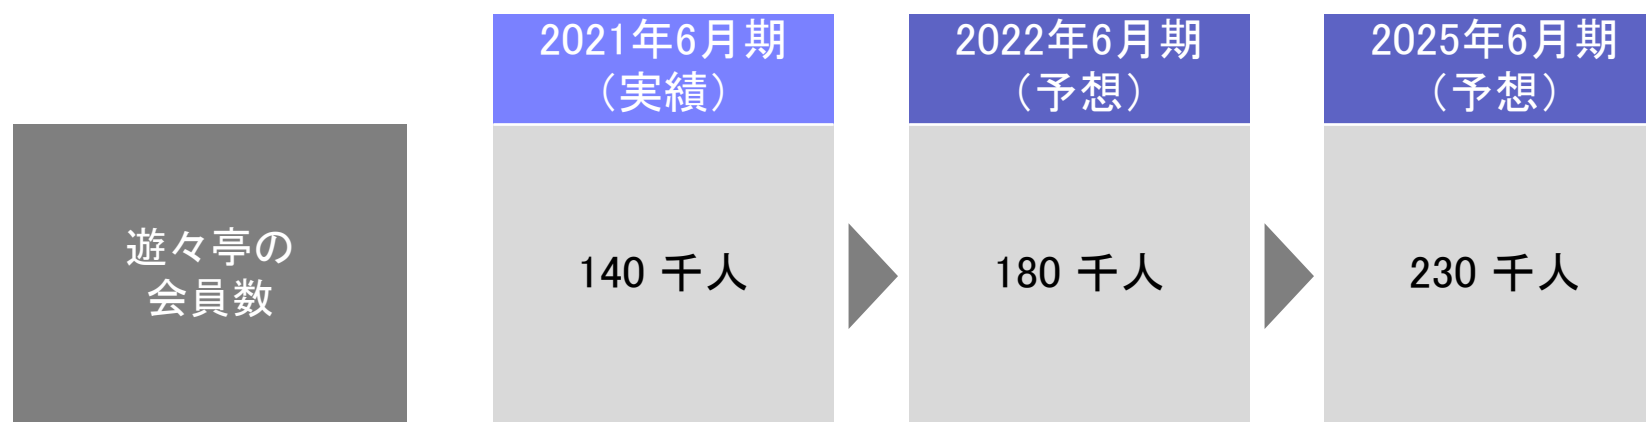 2021年6月期
（実績）
2022年6月期
（予想）
2025年6月期
（予想）
遊々亭の
会員数
140 千人
180 千人
230 千人